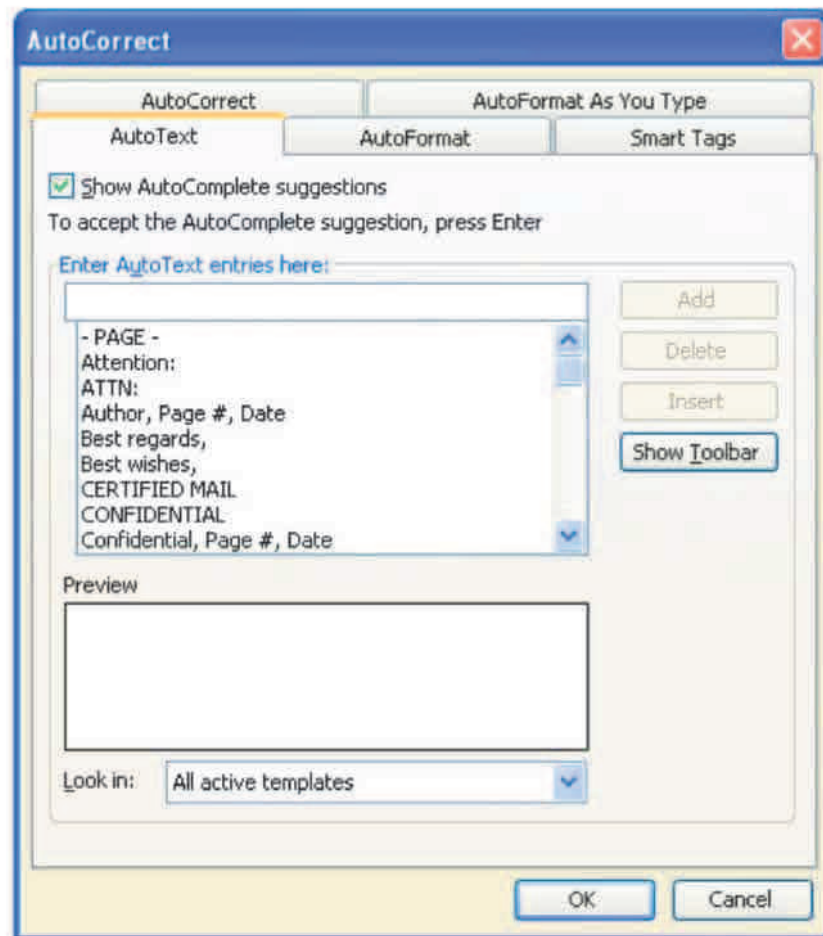 AutoCorrect
AutoCorrect
AutoFormat As You Type
AutoText
AutoFormat
Smart Tags
Show AutoComplete suggestions
To accept the AutoComplete suggestion, press Enter
Enter AutoText entries here:
- PAGE -
Attention:
ATTN:
Author, Page #, Date
Best regards,
Best wishes,
CERTIFIED MAIL
CONFIDENTIAL
Confidential, Page #, Date
Add
Delete
Insert
Show Toolbar
Preview
Look in:
All active templates
OK
Cancel